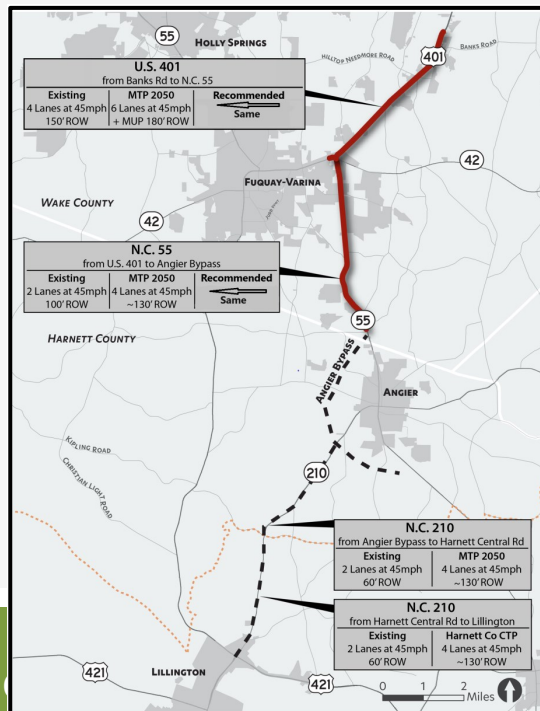 55
HOLLY SPRINGS
HILLTOP NEEDMORE ROAD
BANKS ROAD
401
U.S. 401
from Banks Rd to N.C. 55
Existing
4 Lanes at 45mph
150' ROW
MTP 2050
6 Lanes at 45mph
+ MUP 180' ROW
Recommended
Same
42
FUQUAY-VARINA
WAKE COUNTY
42
N.C. 55
from U.S. 401 to Angier Bypass
Existing
2 Lanes at 45mph
100' ROW
MTP 2050
4 Lanes at 45mph
~130' ROW
Recommended
Same
55
HARNETT COUNTY
ANGIER BYPASS
ANGIER
KIPLING ROAD
CHRISTIAN LIGHT ROAD
210
N.C. 210
from Angier Bypass to Harnett Central Rd
Existing
2 Lanes at 45mph
60' ROW
MTP 2050
4 Lanes at 45mph
~130' ROW
N.C. 210
from Harnett Central Rd to Lillington
Existing
2 Lanes at 45mph
60' ROW
Harnett Co CTP
4 Lanes at 45mph
~130' ROW
LILLINGTON
421
421
0 1 2
Miles